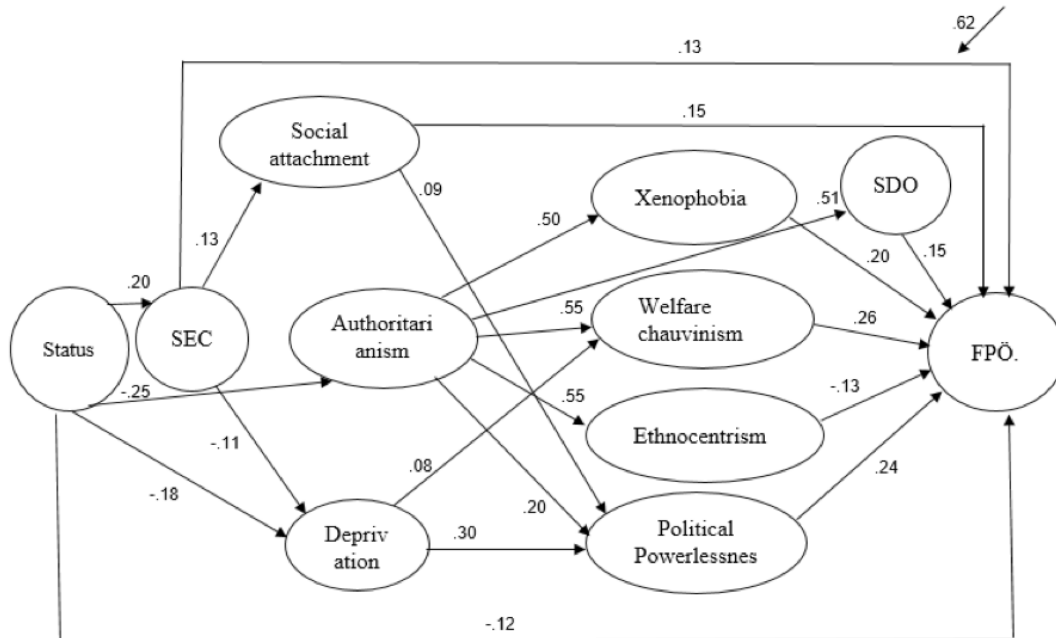 .62
.13
.15
Social
attachment
SDO
.09
Xenophobia
.51
.50
.13
.20
.15
.20
Status
SEC
Authoritari
anism
.55
Welfare
chauvinism
.26
FPÖ.
-.25
-.13
.55
Ethnocentrism
-.11
.08
.24
-.18
.20
Depriv
ation
.30
Political
Powerlessnes
-.12